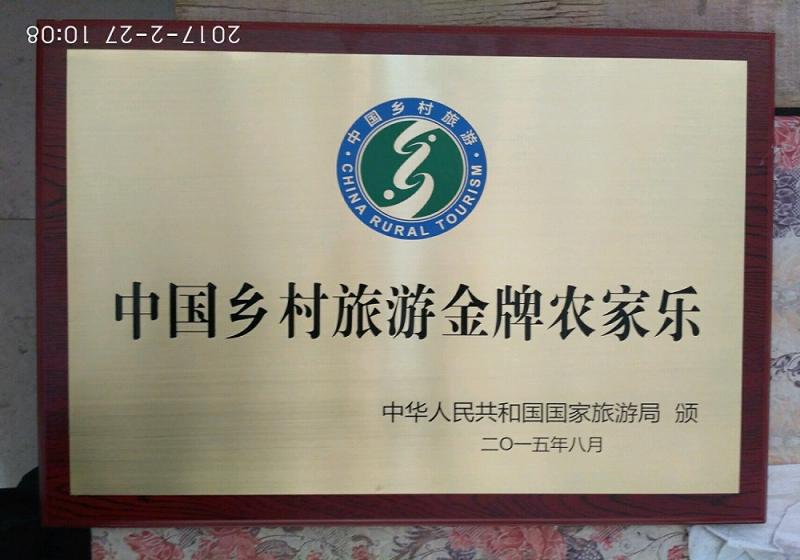 2017-2-27 10:08
中国乡村旅游
CHINA RURAL TOURISM
中国乡村旅游金牌农家乐
中华人民共和国国家旅游局 颁
二〇一五年八月